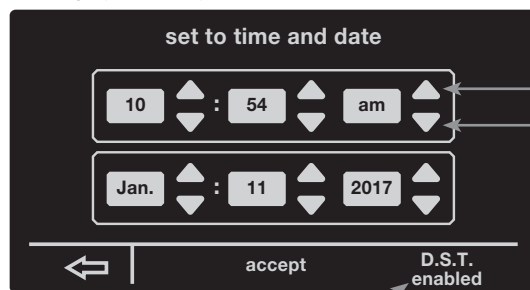 set to time and date
10 : 54 am
Jan. : 11 2017
accept
D.S.T.
enabled